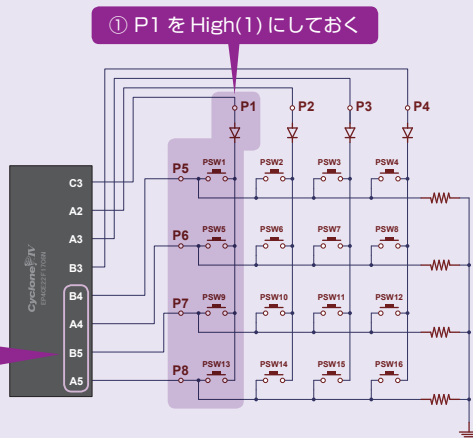 ① P1 を High(1) にしておく
P1
P2
P3
P4
P5
PSW1
PSW2
PSW3
PSW4
C3
A2
P6
PSW5
PSW6
PSW7
PSW8
A3
B3
Cyclone IV
B4
P7
PSW9
PSW10
PSW11
PSW12
A4
B5
P8
PSW13
PSW14
PSW15
PSW16
A5